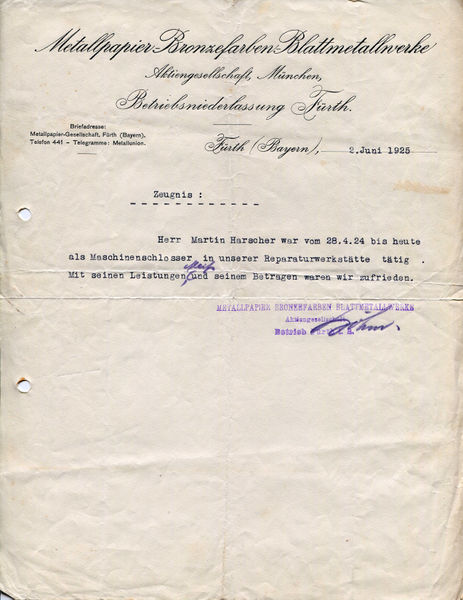 Metallpapier-Bronzefarben-Blattmetallwerke
Aktiengesellschaft, München,
Betriebsniederlassung Fürth.
Briefadresse:
Metallpapier-Gesellschaft, Fürth (Bayern).
Telefon 441 – Telegramme: Metallunion.
Fürth (Bayern), 2.Juni 1925
Zeugnis :
Herr Martin Harscher war vom 28.4.24 bis heute
als Maschinenschlosser in unserer Reparaturwerkstätte tätig .
Mit seinen Leistungen und seinem Betragen waren wir zufrieden.
METALLPAPIER BRONZEFARBEN BLATTMETALLWERKE
Aktiengesellschaft
Betrieb